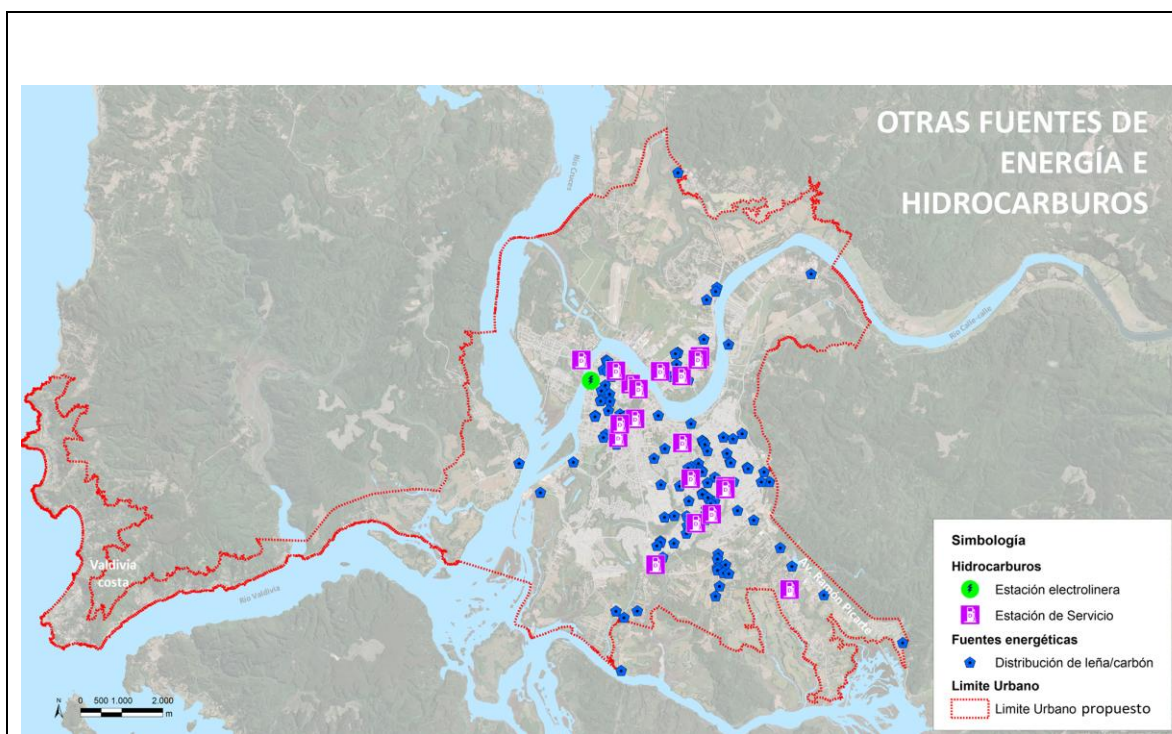 OTRAS FUENTES DE
ENERGÍA E
HIDROCARBUROS
Río Cruces
Río Calle-calle
Valdivia
costa
Río Valdivia
Av. Ramón Picarte
N
0 500 1.000 2.000
m
Simbología
Hidrocarburos
Estación electrolinera
Estación de Servicio
Fuentes energéticas
Distribución de leña/carbón
Limite Urbano
Limite Urbano propuesto